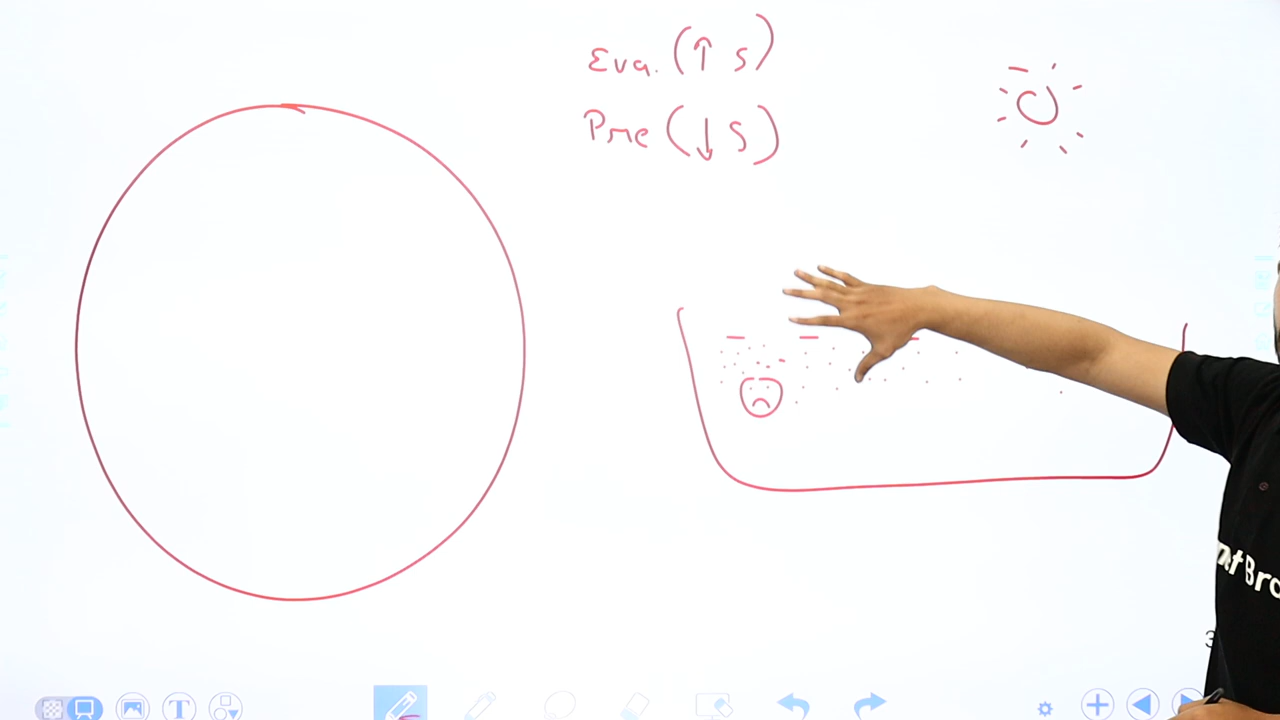 Eva. (↑ S)
Pre (↓ S)
T